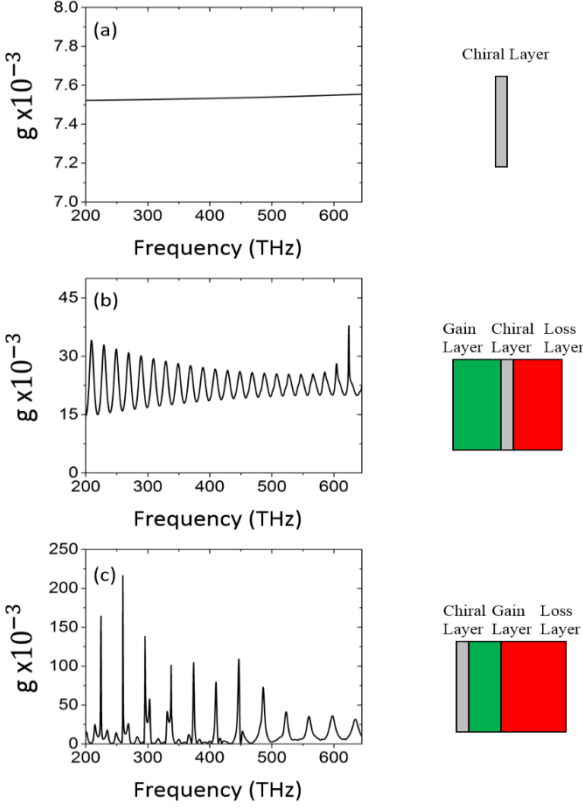 (a)
8.0
7.8
7.6
7.4
7.2
7.0
g x10⁻³
200 300 400 500 600
Frequency (THz)
Chiral Layer
(b)
45
30
15
0
g x10⁻³
200 300 400 500 600
Frequency (THz)
Gain Chiral Loss
Layer Layer Layer
(c)
250
200
150
100
50
0
g x10⁻³
200 300 400 500 600
Frequency (THz)
Chiral Gain Loss
Layer Layer Layer